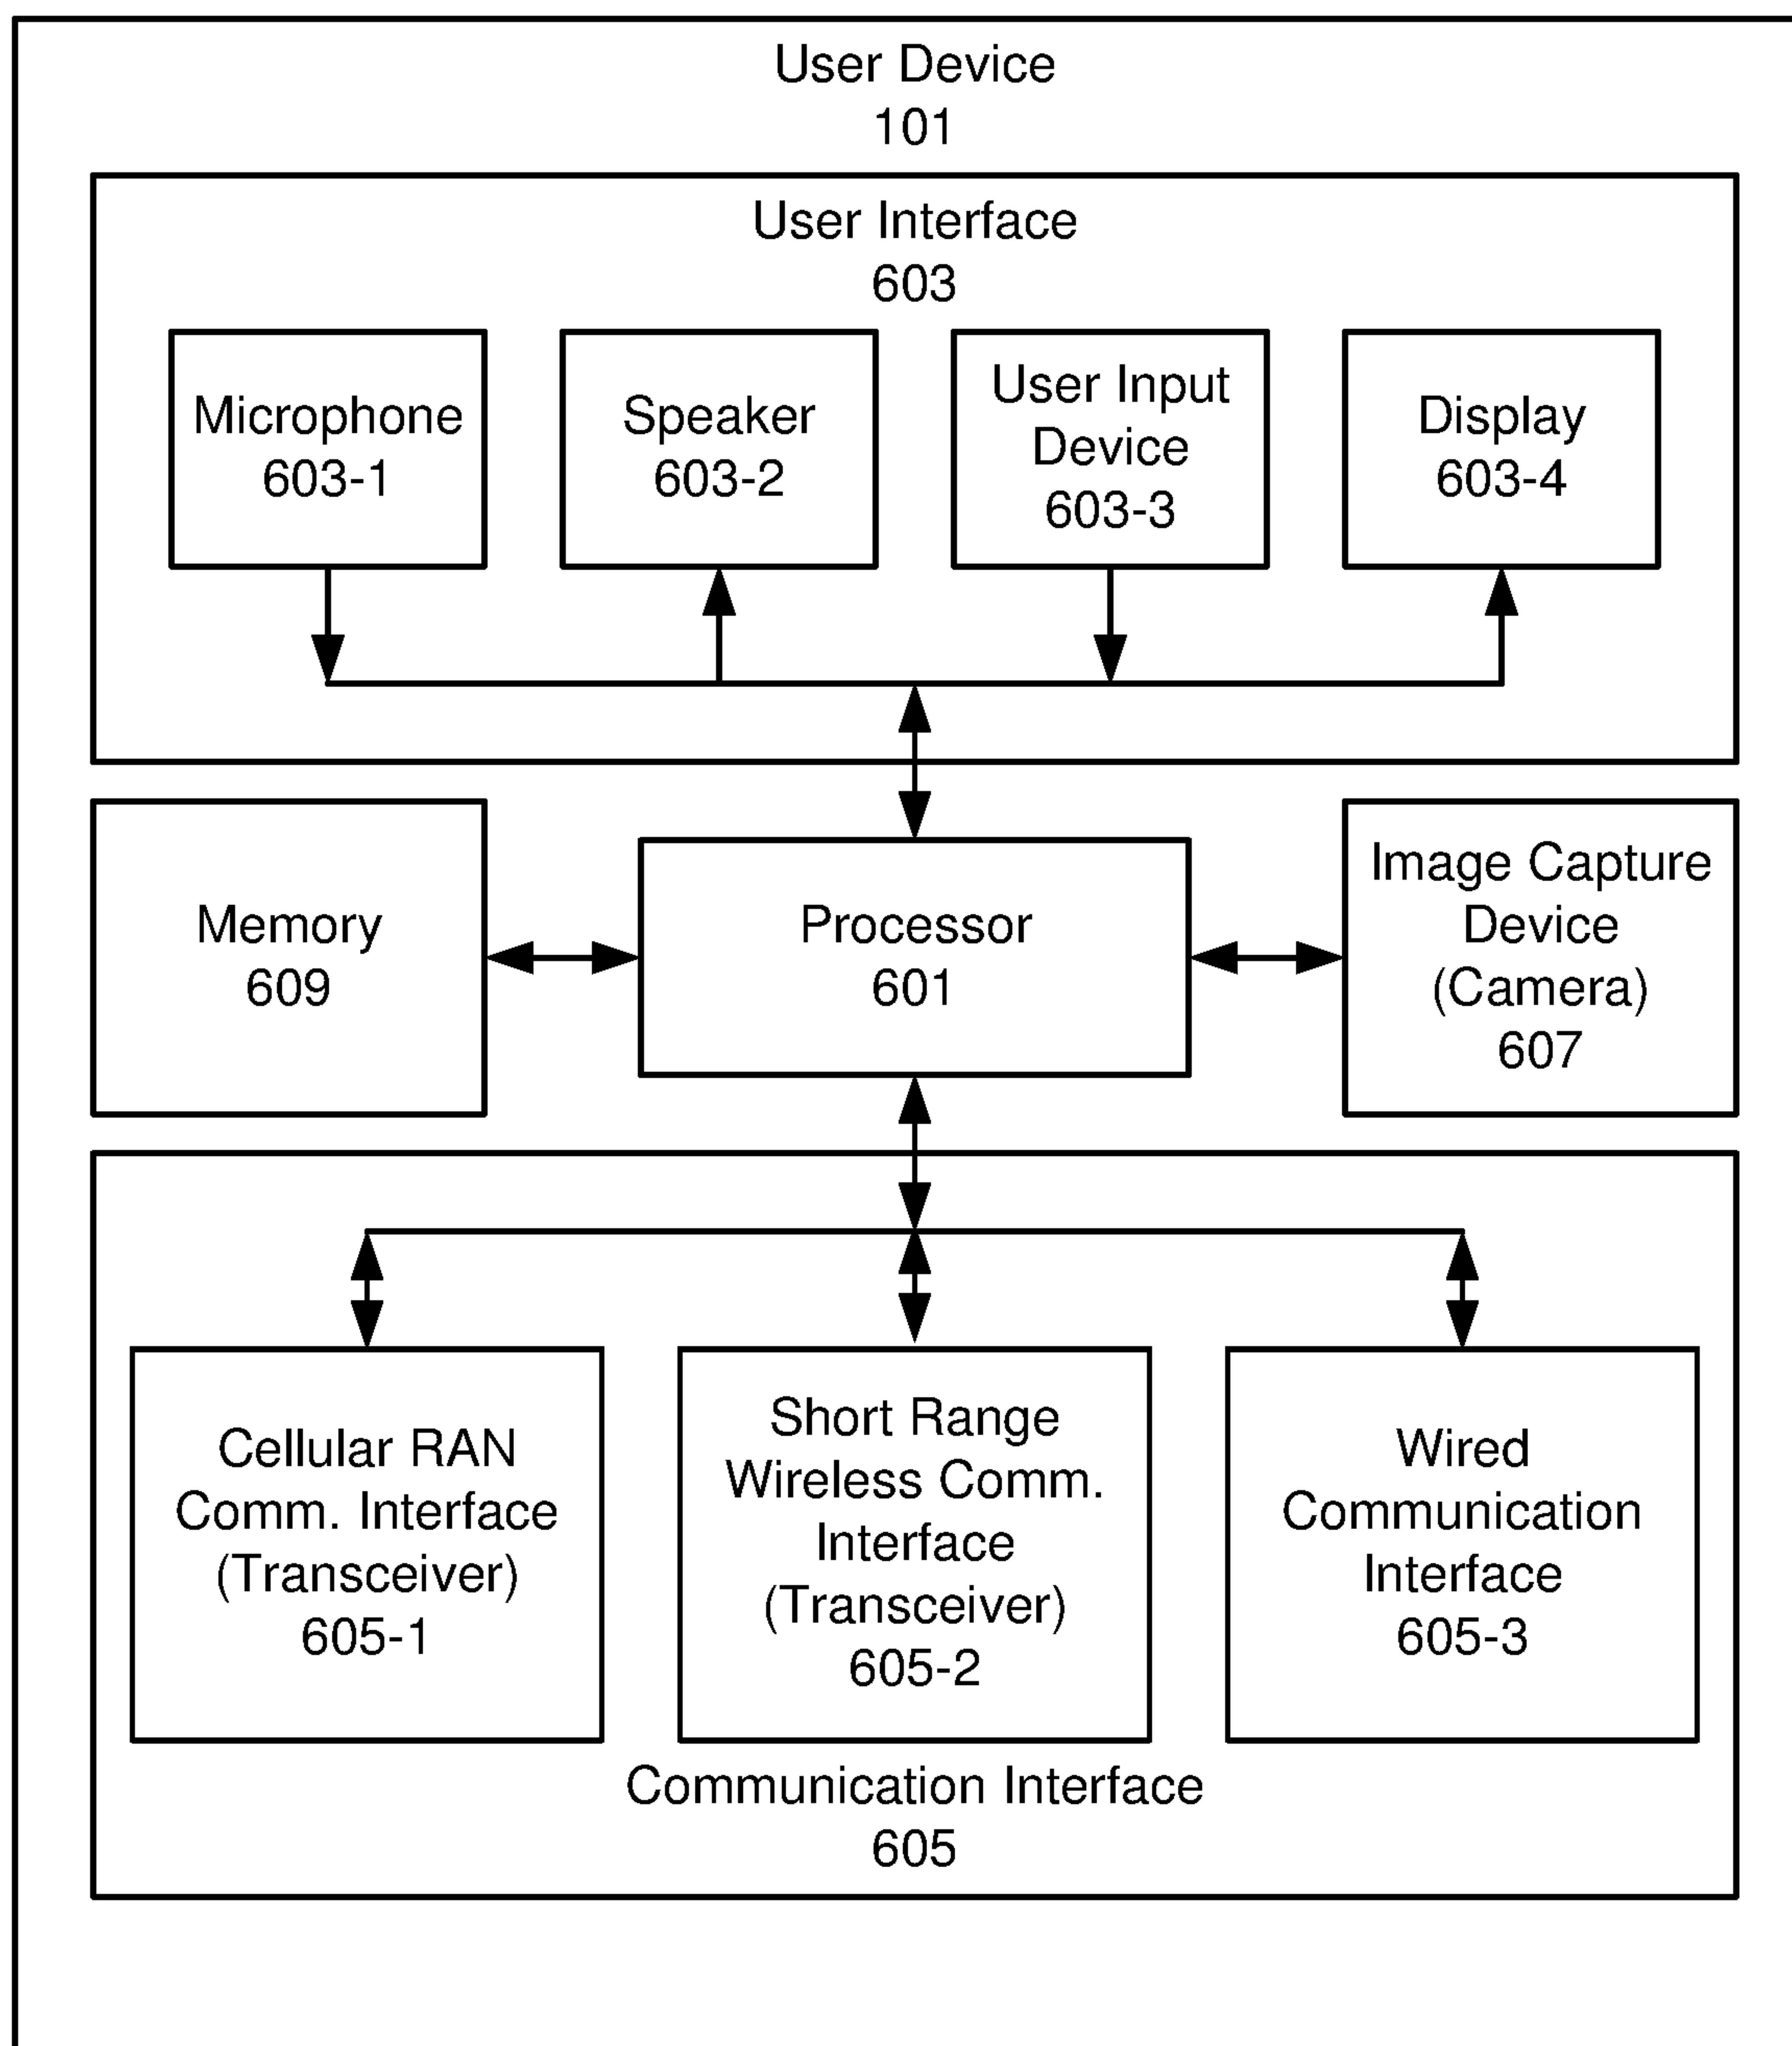 User Device
101
User Interface
603
Microphone
603-1
Speaker
603-2
User Input
Device
603-3
Display
603-4
Memory
609
Processor
601
Image Capture
Device
(Camera)
607
Cellular RAN
Comm. Interface
(Transceiver)
605-1
Short Range
Wireless Comm.
Interface
(Transceiver)
605-2
Wired
Communication
Interface
605-3
Communication Interface
605